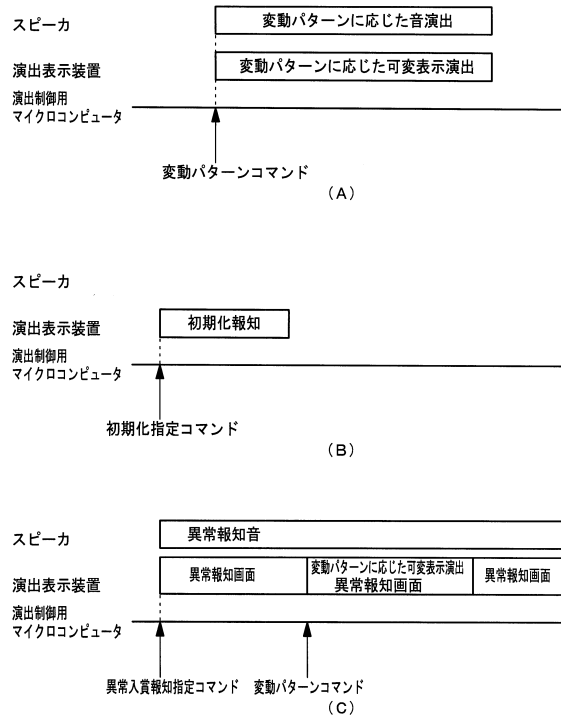 スピーカ
変動パターンに応じた音演出
演出表示装置
変動パターンに応じた可変表示演出
演出制御用
マイクロコンピュータ
変動パターンコマンド
(A)
スピーカ
演出表示装置
初期化報知
演出制御用
マイクロコンピュータ
初期化指定コマンド
(B)
スピーカ
異常報知音
演出表示装置
異常報知画面
変動パターンに応じた可変表示演出
異常報知画面
異常報知画面
演出制御用
マイクロコンピュータ
異常入賞報知指定コマンド
変動パターンコマンド
(C)